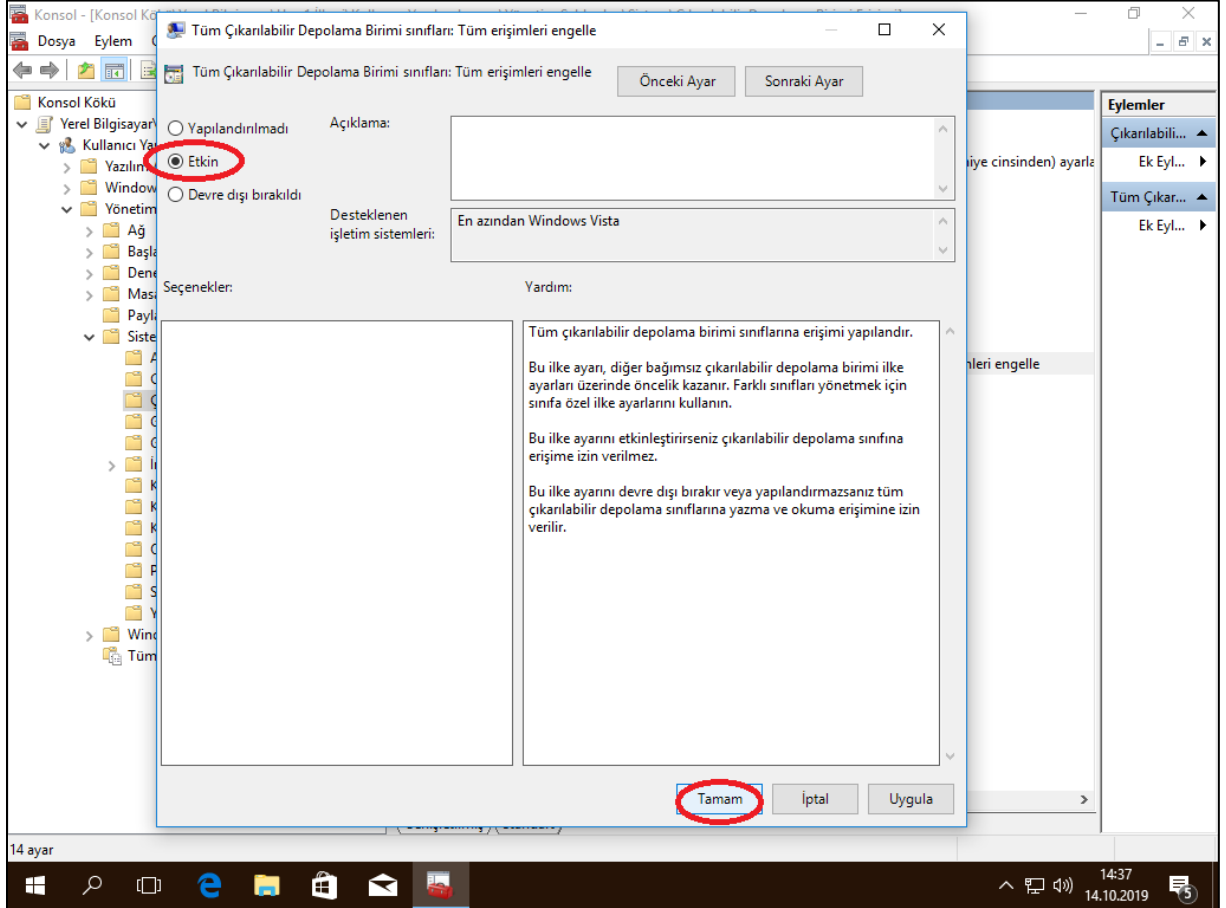 Konsol - [Konsol Kö
Tüm Çıkarılabilir Depolama Birimi sınıfları: Tüm erişimleri engelle
Dosya Eylem
Tüm Çıkarılabilir Depolama Birimi sınıfları: Tüm erişimleri engelle
Önceki Ayar
Sonraki Ayar
Konsol Kökü
Yerel Bilgisayar\
Kullanıcı Ya
Yazılım
Window
Yönetim
Ağ
Başla
Dene
Masa
Payla
Siste
Wind
Tüm
Yapılandırılmadı
Etkin
Devre dışı bırakıldı
Açıklama:
Desteklenen
işletim sistemleri:
En azından Windows Vista
Seçenekler:
Yardım:
Tüm çıkarılabilir depolama birimi sınıflarına erişimi yapılandır.
Bu ilke ayarı, diğer bağımsız çıkarılabilir depolama birimi ilke
ayarları üzerinde öncelik kazanır. Farklı sınıfları yönetmek için
sınıfa özel ilke ayarlarını kullanın.
Bu ilke ayarını etkinleştirirseniz çıkarılabilir depolama sınıfına
erişime izin verilmez.
Bu ilke ayarını devre dışı bırakır veya yapılandırmazsanız tüm
çıkarılabilir depolama sınıflarına yazma ve okuma erişimine izin
verilir.
Tamam
İptal
Uygula
iye cinsinden) ayarla
leri engelle
Eylemler
Çıkarılabili...
Ek Eyl...
Tüm Çıkar...
Ek Eyl...
14 ayar
14:37
14.10.2019
5